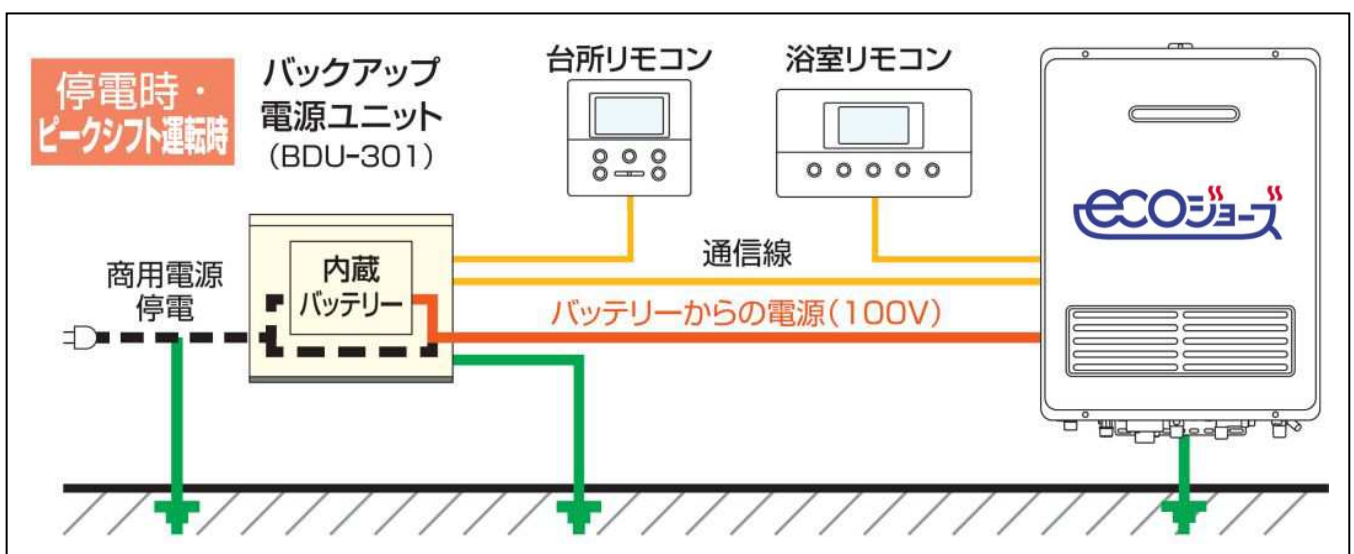 停電時・
ピークシフト運転時
バックアップ
電源ユニット
(BDU-301)
台所リモコン
浴室リモコン
ecoジョーズ
商用電源
停電
内蔵
バッテリー
通信線
バッテリーからの電源(100V)